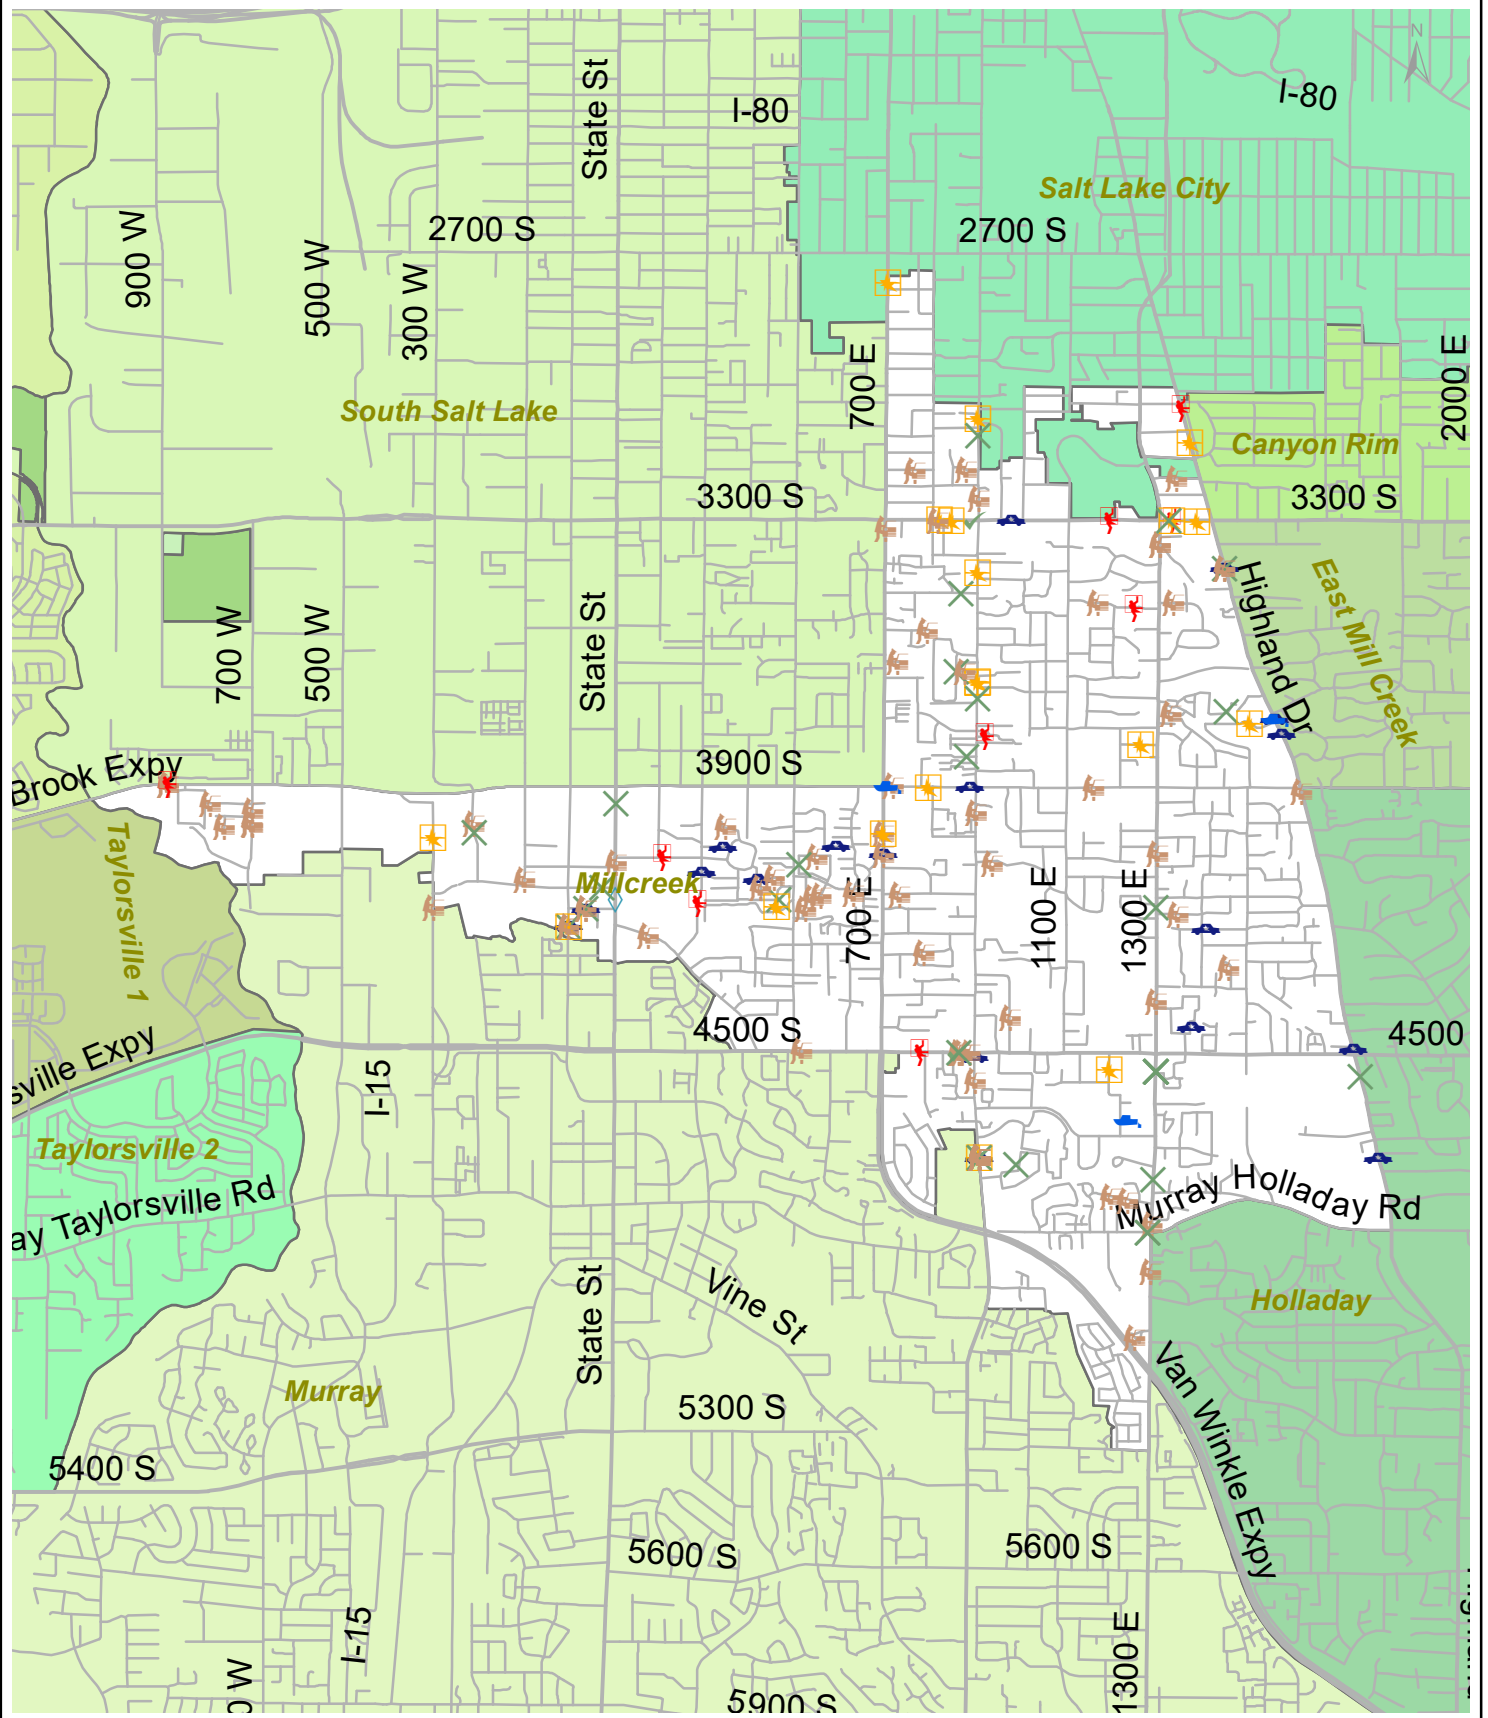 N
I-80
I-80
State St
Salt Lake City
900 W
2700 S
2700 S
500 W
300 W
700 E
2000 E
South Salt Lake
Canyon Rim
3300 S
3300 S
Highland Dr
East Mill Creek
700 W
500 W
State St
3900 S
Brook Expy
Taylorsville 1
Millcreek
700 E
1100 E
1300 E
4500 S
4500
sville Expy
I-15
Taylorsville 2
ay Taylorsville Rd
Murray Holladay Rd
Vine St
State St
Holladay
Murray
5300 S
Van Winkle Expy
5400 S
5600 S
5600 S
I-15
1300 E
0 W
5900 S